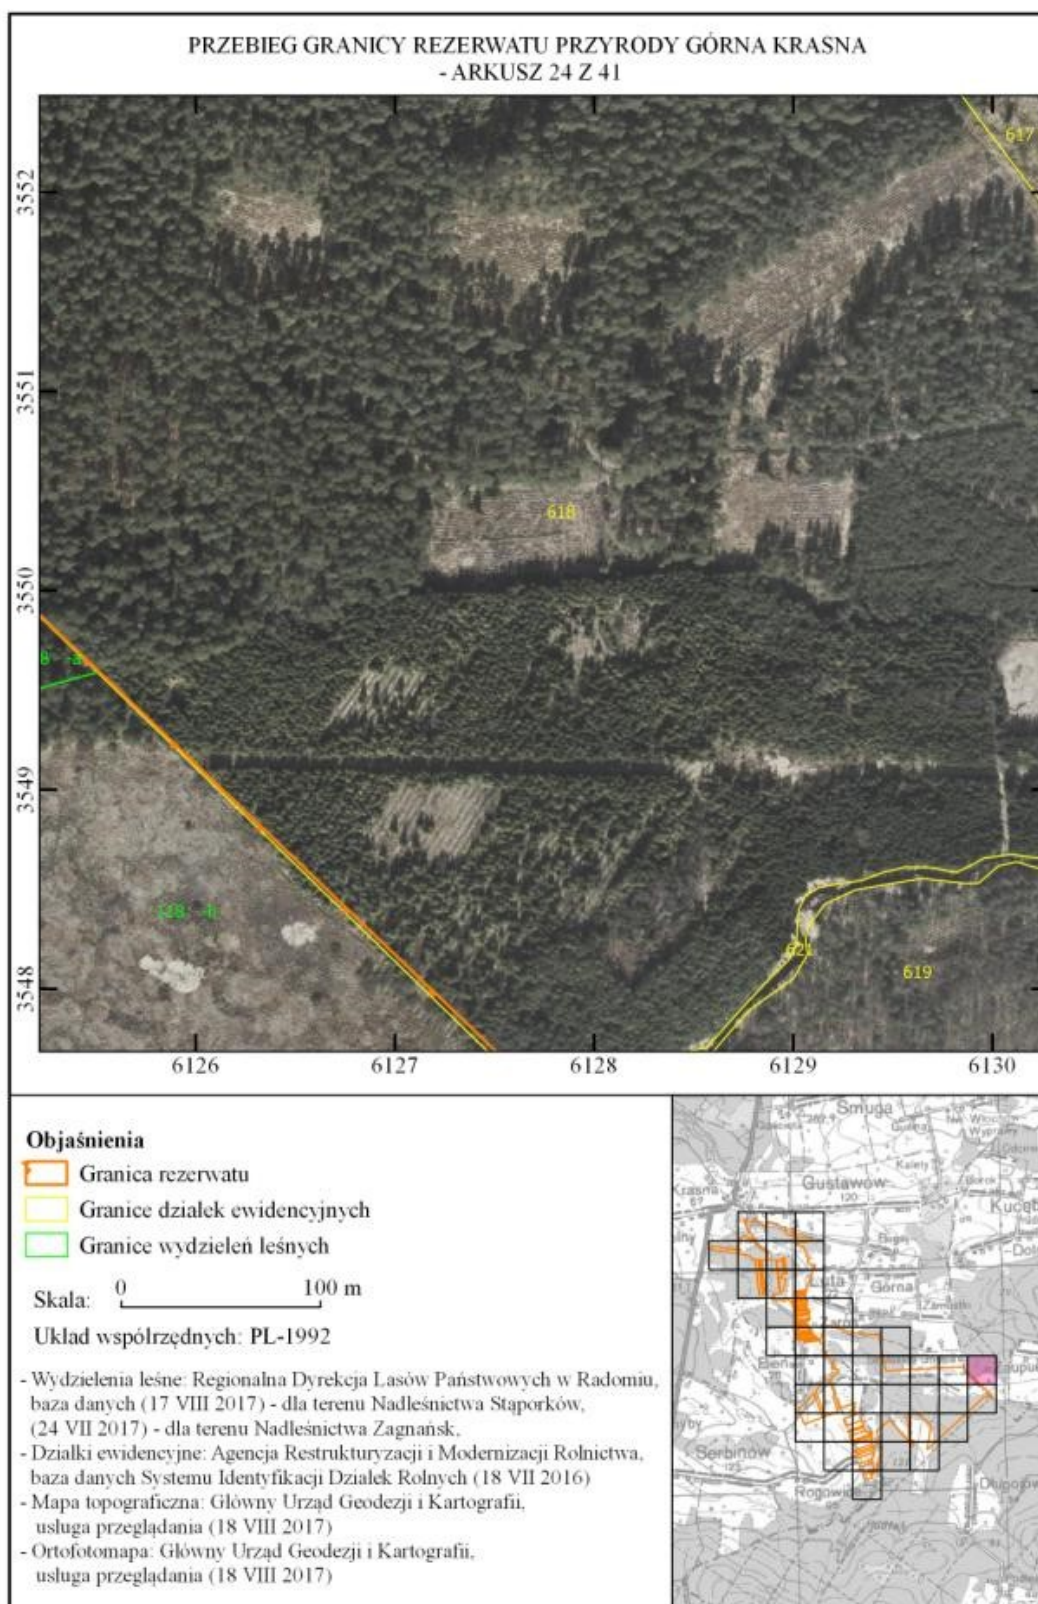 PRZEBIEG GRANICY REZERWATU PRZYRODY GÓRNA KRASNA
- ARKUSZ 24 Z 41
617
3552
3551
618
3550
8 -a
3549
3548
621
619
6126 6127 6128 6129 6130
Objaśnienia
Granica rezerwatu
Granice działek ewidencyjnych
Granice wydzieleń leśnych
Skala: 0 100 m
Układ współrzędnych: PL-1992
- Wydzielenia leśne: Regionalna Dyrekcja Lasów Państwowych w Radomiu,
baza danych (17 VIII 2017) - dla terenu Nadleśnictwa Stąporków,
(24 VII 2017) - dla terenu Nadleśnictwa Zagnańsk,
- Działki ewidencyjne: Agencja Restrukturyzacji i Modernizacji Rolnictwa,
baza danych Systemu Identyfikacji Działek Rolnych (18 VII 2016)
- Mapa topograficzna: Główny Urząd Geodezji i Kartografii,
usługa przeglądania (18 VIII 2017)
- Ortofotomapa: Główny Urząd Geodezji i Kartografii,
usługa przeglądania (18 VIII 2017)
Smuga
Kalety
Krasna
Gustawów
120
Luta
Górna
Serbinów
Rogowice